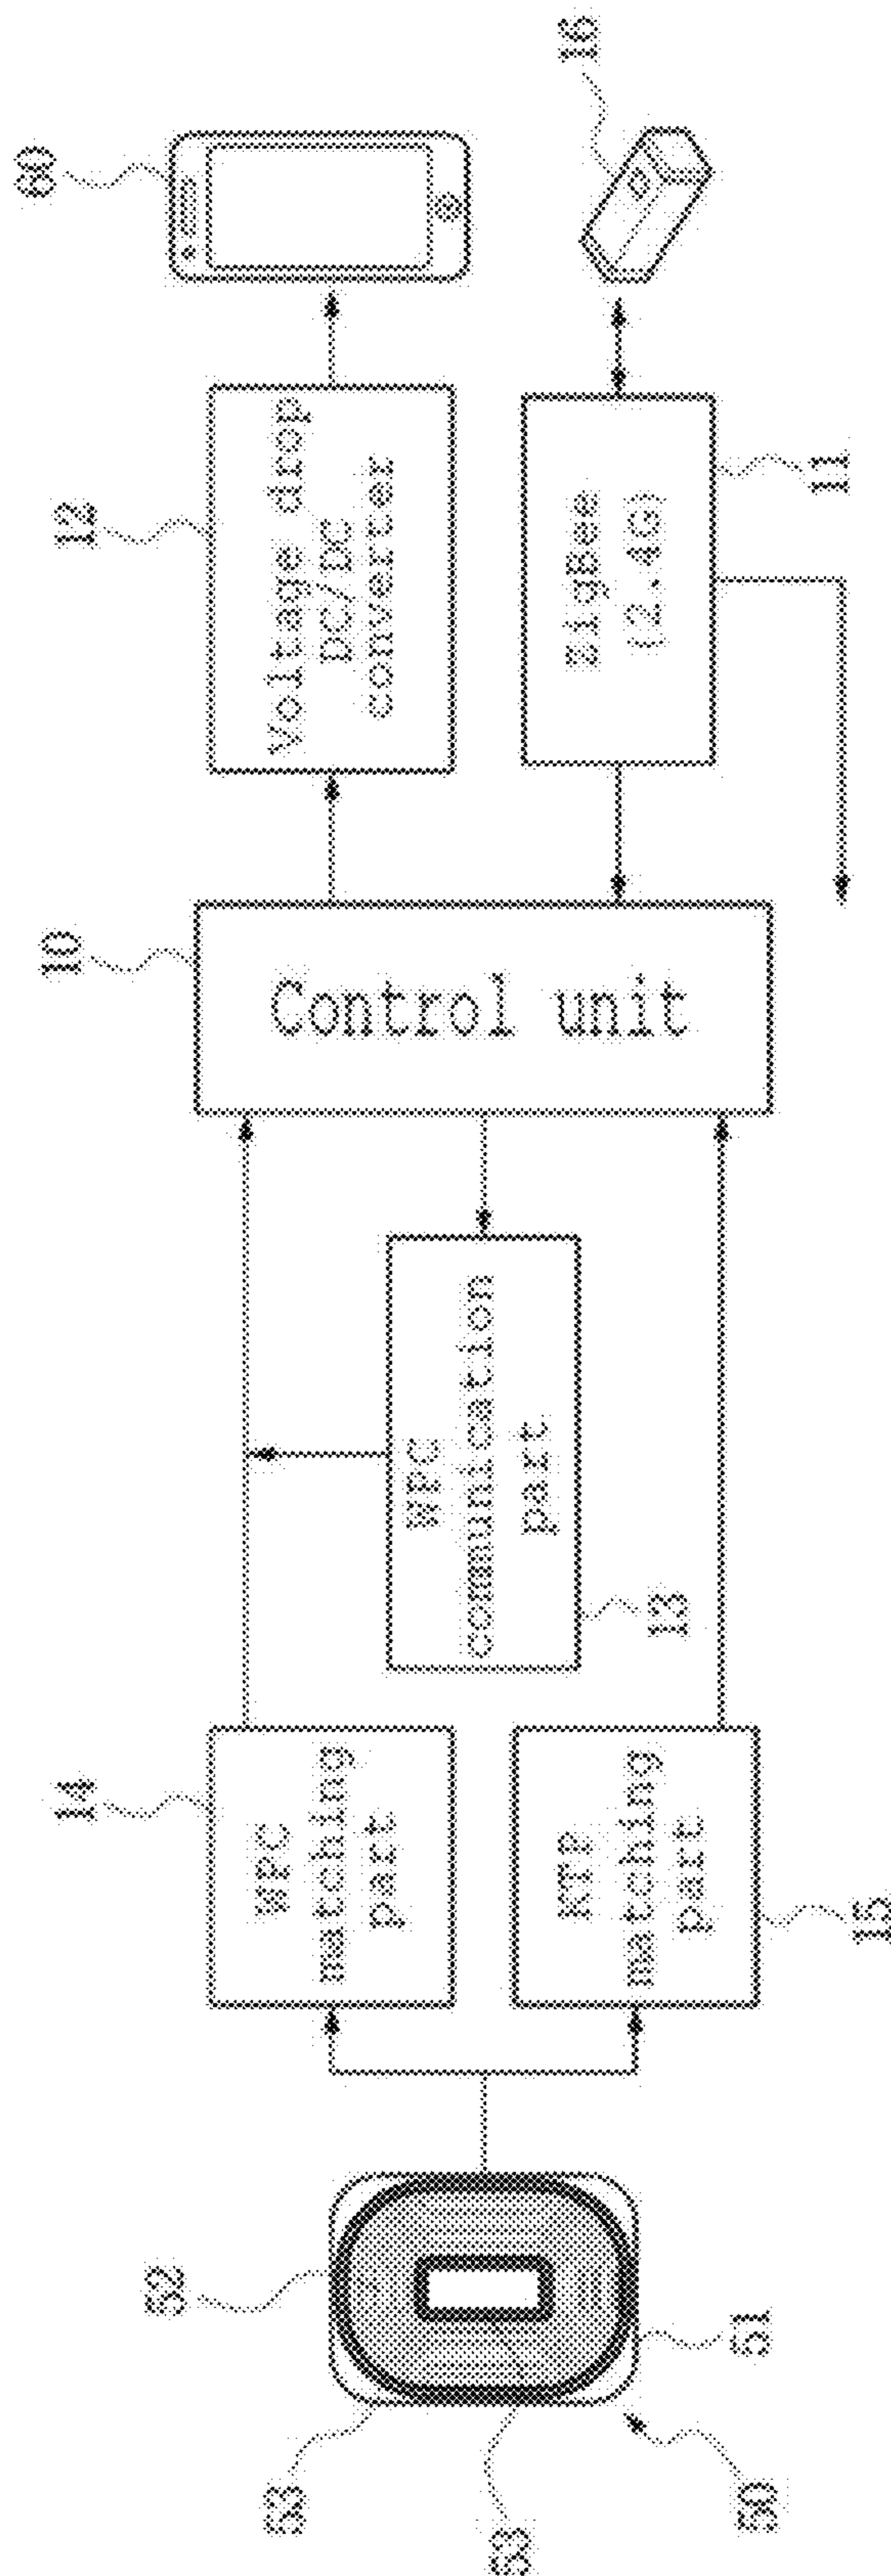 53
52
14
10
12
60
WPC
matching
part
Voltage drop
DC/DC
converter
WPC
communication
part
Control unit
KTP
matching
part
ZigBee
(2.4G)
16
53
50
51
15
13
11